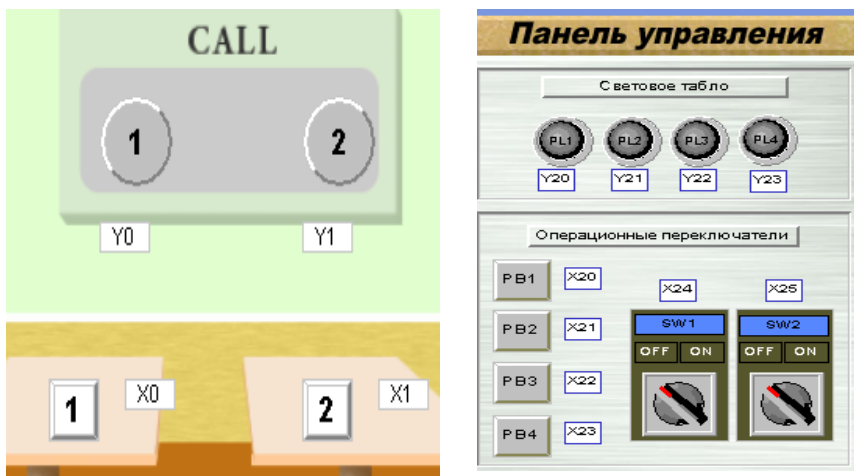 CALL
1 2
Y0 Y1
1 X0 2 X1
Панель управления
Световое табло
PL1 PL2 PL3 PL4
Y20 Y21 Y22 Y23
Операционные переключатели
PB1 X20
X24 X25
PB2 X21
SW1 SW2
OFF ON OFF ON
PB3 X22
PB4 X23